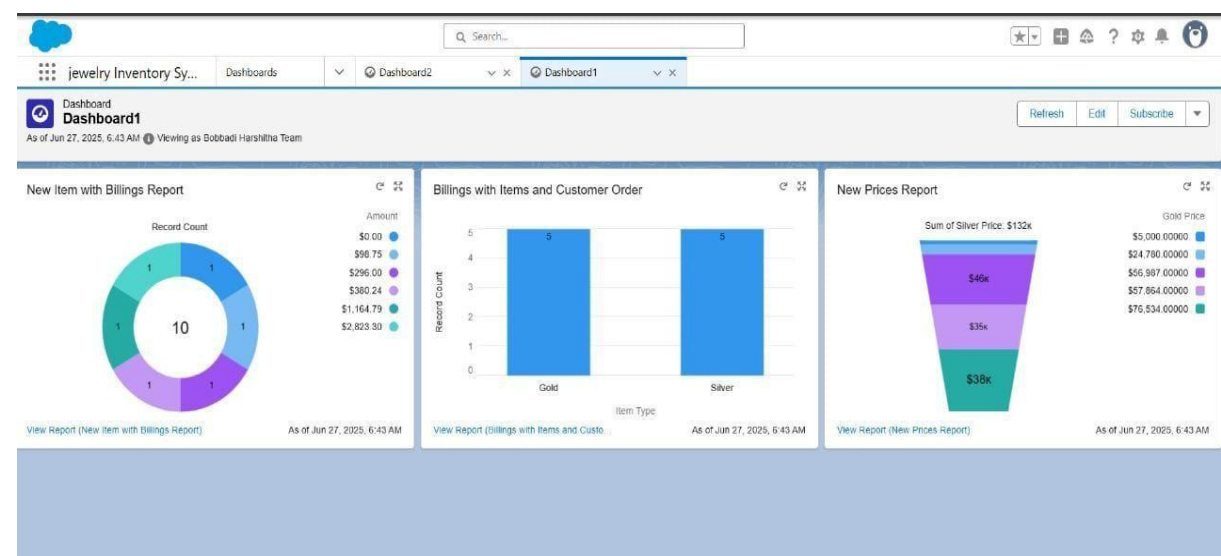 Search...
jewelry Inventory Sy...
Dashboards
Dashboard2
Dashboard1
Dashboard
Dashboard1
As of Jun 27, 2025, 6:43 AM Viewing as Bobbadi Harshitha Team
Refresh
Edit
Subscribe
New Item with Billings Report
Record Count
Amount
$0.00
$98.75
$296.00
$380.24
$1,164.79
$2,823.30
1
1
1
1
1
1
10
View Report (New Item with Billings Report)
As of Jun 27, 2025, 6:43 AM
Billings with Items and Customer Order
Record Count
5
4
3
2
1
0
5
5
Gold
Silver
Item Type
View Report (Billings with Items and Custo...
As of Jun 27, 2025, 6:43 AM
New Prices Report
Sum of Silver Price: $132K
Gold Price
$5,000.00000
$24,780.00000
$56,987.00000
$57,864.00000
$76,534.00000
$46K
$35K
$38K
View Report (New Prices Report)
As of Jun 27, 2025, 6:43 AM